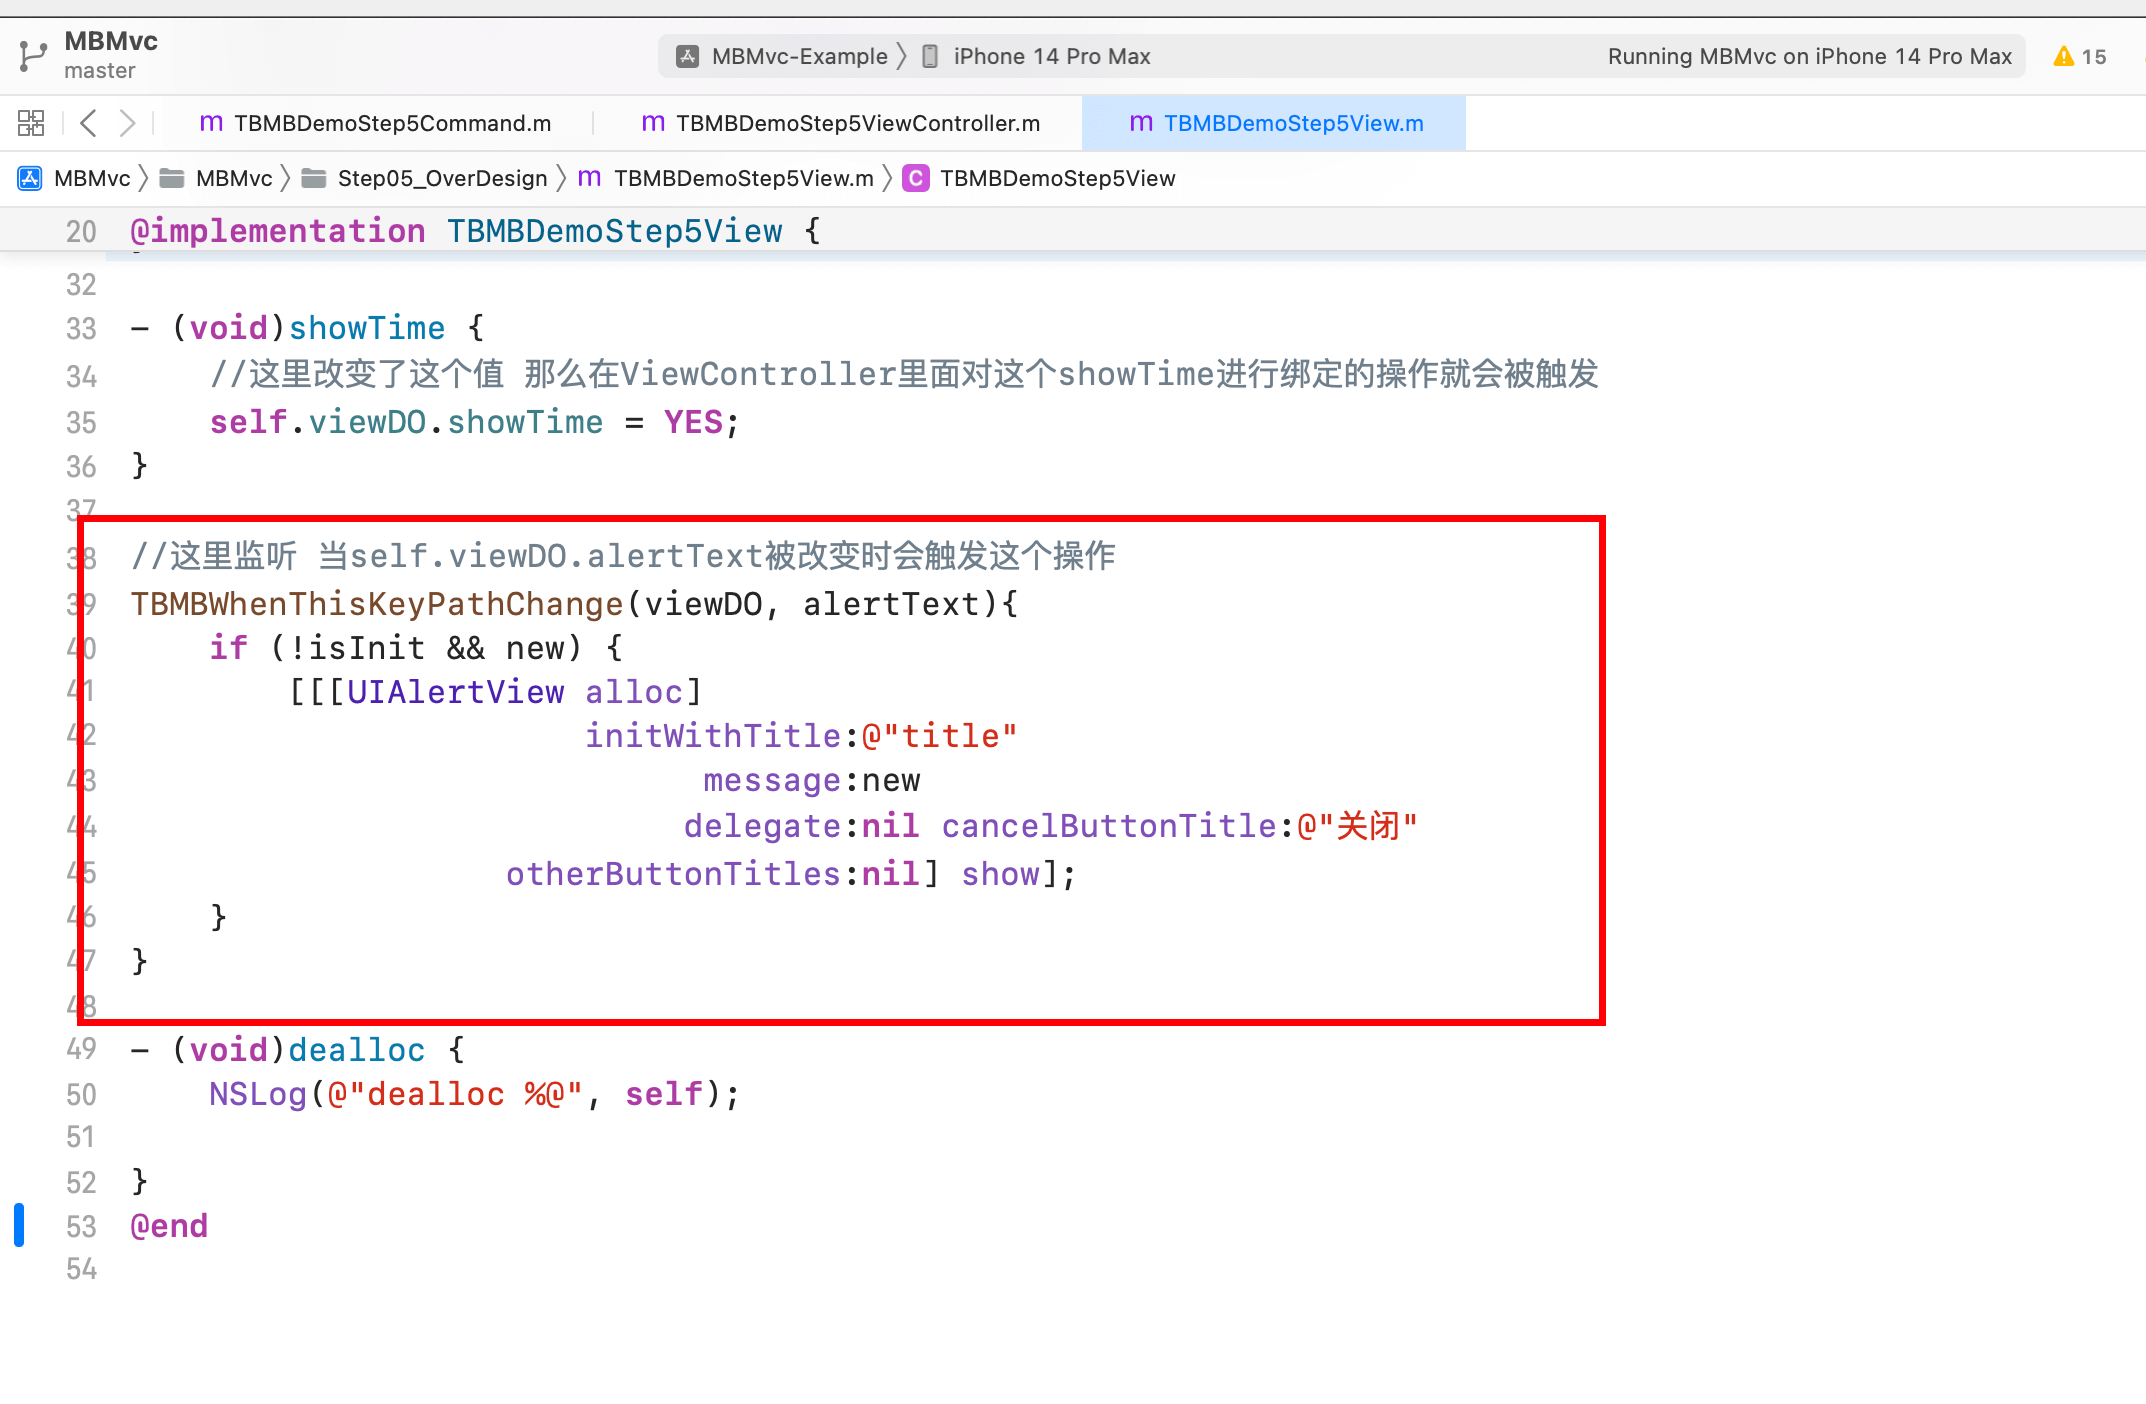 MBMvc
master
MBMvc-Example 〉 iPhone 14 Pro Max
Running MBMvc on iPhone 14 Pro Max
15
m TBMBDemoStep5Command.m
m TBMBDemoStep5ViewController.m
m TBMBDemoStep5View.m
MBMvc 〉 MBMvc 〉 Step05_OverDesign 〉 m TBMBDemoStep5View.m 〉 C TBMBDemoStep5View
20 @implementation TBMBDemoStep5View {
32
33 - (void)showTime {
34 //这里改变了这个值 那么在ViewController里面对这个showTime进行绑定的操作就会被触发
35 self.viewDO.showTime = YES;
36 }
37
38 //这里监听 当self.viewDO.alertText被改变时会触发这个操作
39 TBMBWhenThisKeyPathChange(viewDO, alertText){
40 if (!isInit && new) {
41 [[[UIAlertView alloc]
42 initWithTitle:@"title"
43 message:new
44 delegate:nil cancelButtonTitle:@"关闭"
45 otherButtonTitles:nil] show];
46 }
47 }
48
49 - (void)dealloc {
50 NSLog(@"dealloc %@", self);
51
52 }
53 @end
54